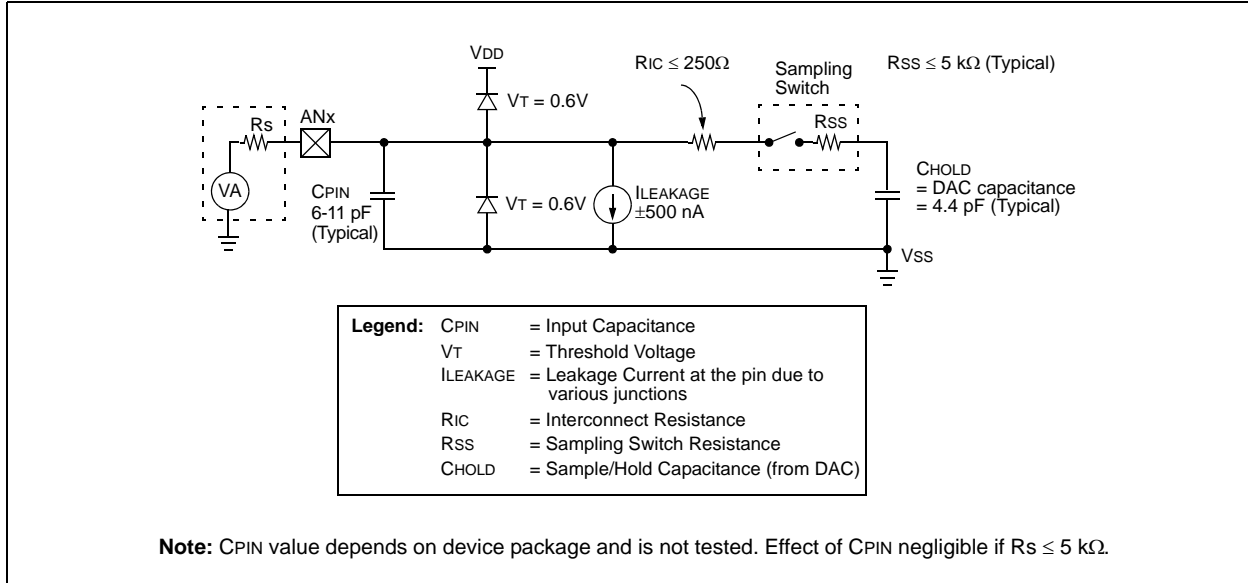 VDD
RIC ≤ 250Ω
Sampling
Switch
RSS ≤ 5 kΩ (Typical)
VT = 0.6V
Rs
ANx
RSS
VA
CPIN
6-11 pF
(Typical)
VT = 0.6V
ILEAKAGE
±500 nA
CHOLD
= DAC capacitance
= 4.4 pF (Typical)
VSS
Legend: CPIN = Input Capacitance
VT = Threshold Voltage
ILEAKAGE = Leakage Current at the pin due to
various junctions
RIC = Interconnect Resistance
RSS = Sampling Switch Resistance
CHOLD = Sample/Hold Capacitance (from DAC)
Note: CPIN value depends on device package and is not tested. Effect of CPIN negligible if Rs ≤ 5 kΩ.